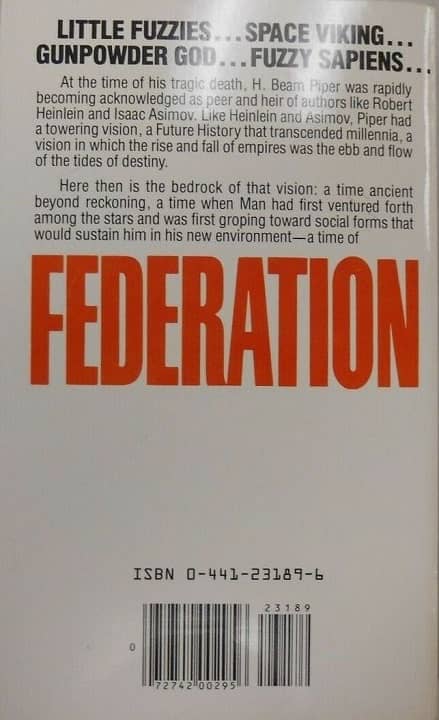 LITTLE FUZZIES...SPACE VIKING...
GUNPOWDER GOD...FUZZY SAPIENS...
At the time of his tragic death, H. Beam Piper was rapidly
becoming acknowledged as peer and heir of authors like Robert
Heinlein and Isaac Asimov. Like Heinlein and Asimov, Piper had
a towering vision, a Future History that transcended millennia, a
vision in which the rise and fall of empires was the ebb and flow
of the tides of destiny.
Here then is the bedrock of that vision: a time ancient
beyond reckoning, a time when Man had first ventured forth
among the stars and was first groping toward social forms that
would sustain him in his new environment—a time of
FEDERATION
ISBN 0-441-23189-6
23189
0
72742 00295